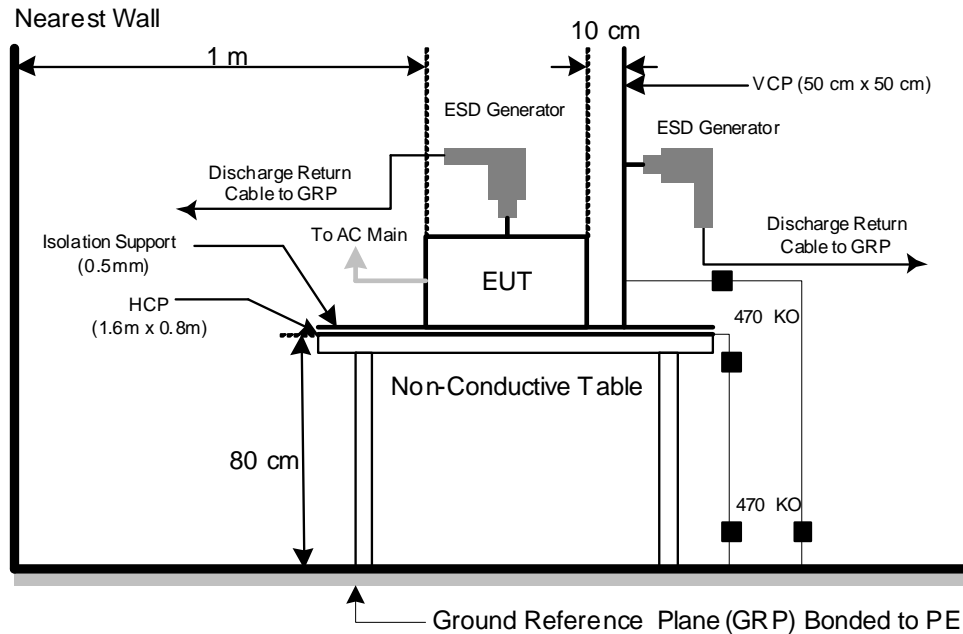 Nearest Wall
10 cm
1 m
VCP (50 cm x 50 cm)
ESD Generator
ESD Generator
Discharge Return
Cable to GRP
Discharge Return
Cable to GRP
To AC Main
Isolation Support
(0.5mm)
EUT
HCP
(1.6m x 0.8m)
470 KO
Non-Conductive Table
80 cm
470 KO
Ground Reference Plane (GRP) Bonded to PE